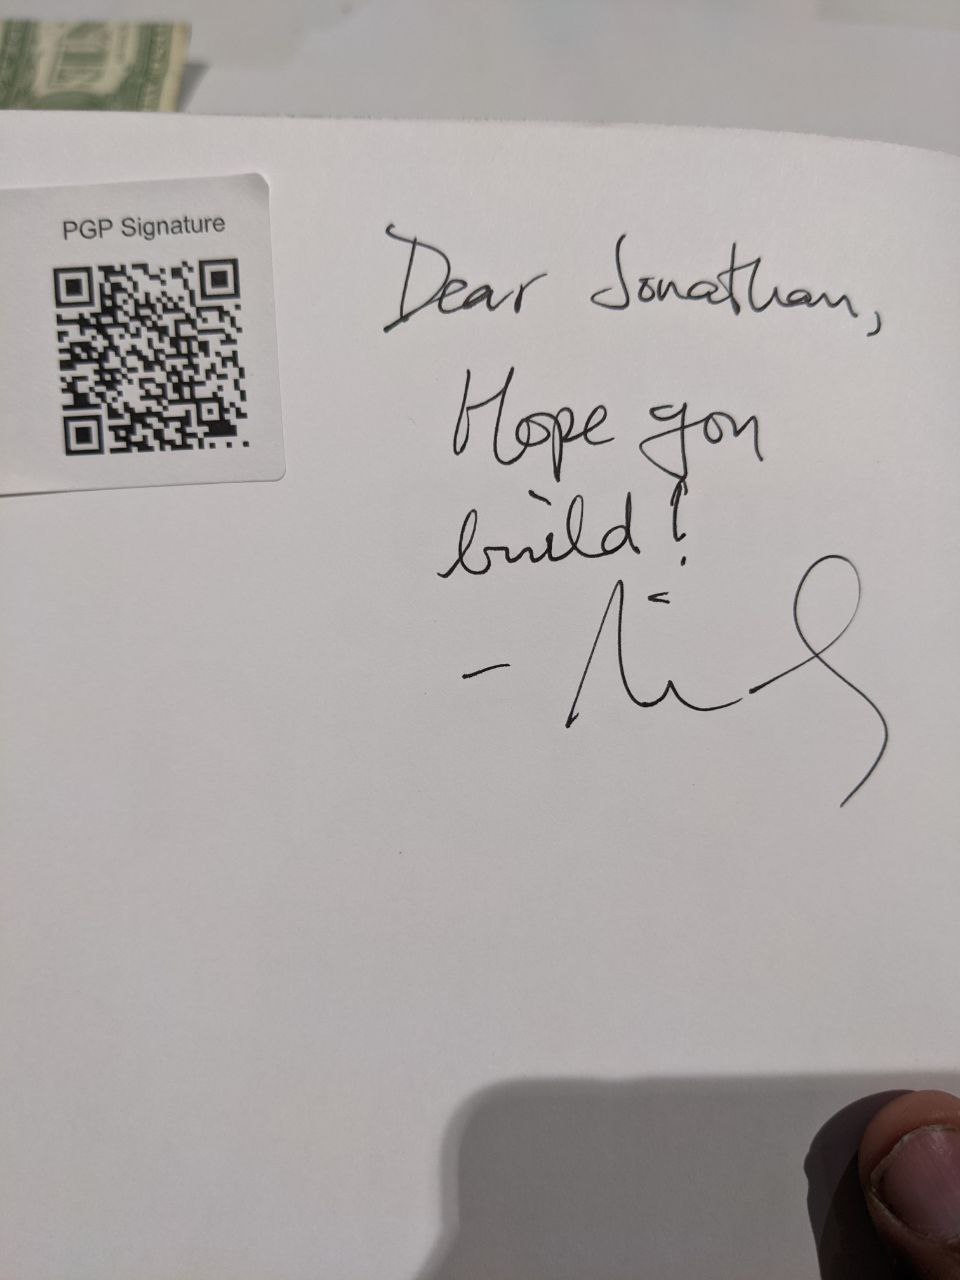 PGP Signature
Dear Jonathan,
Hope you
build!